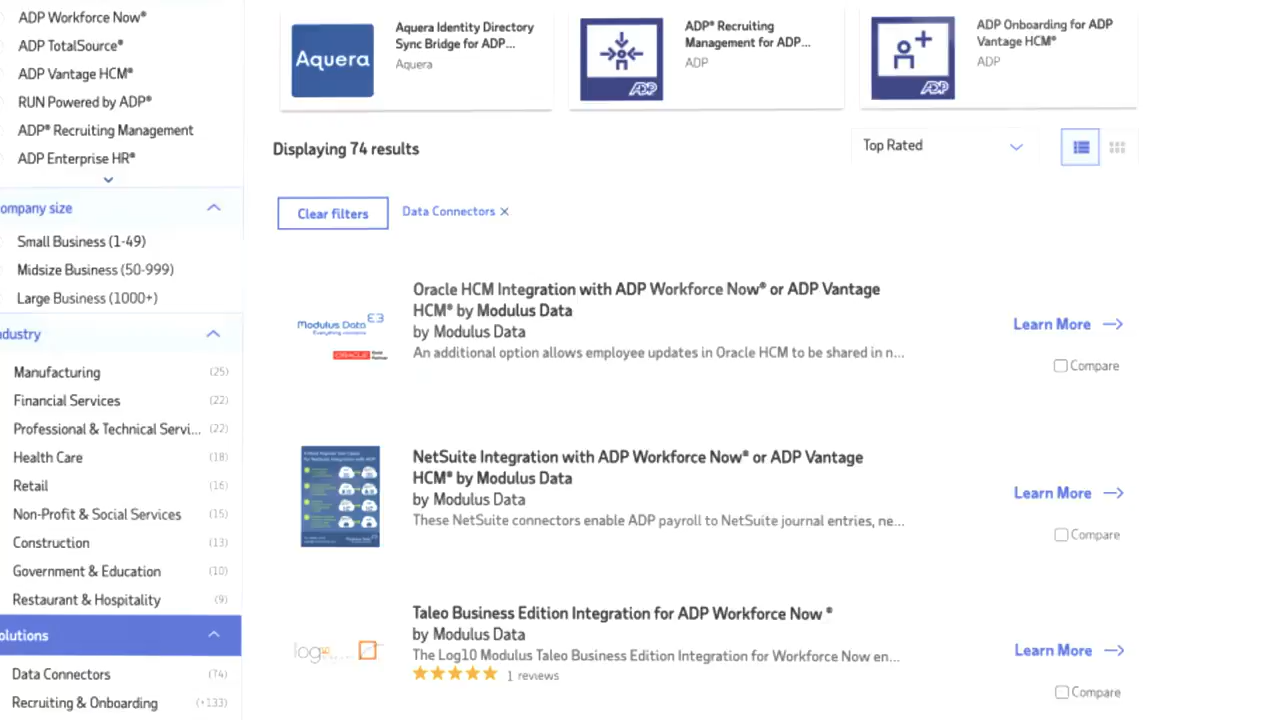 ADP Workforce Now®
ADP TotalSource®
ADP Vantage HCM®
RUN Powered by ADP®
ADP® Recruiting Management
ADP Enterprise HR®
ompany size
Small Business (1-49)
Midsize Business (50-999)
Large Business (1000+)
ndustry
Manufacturing (25)
Financial Services (22)
Professional & Technical Servi... (22)
Health Care (18)
Retail (16)
Non-Profit & Social Services (15)
Construction (13)
Government & Education (10)
Restaurant & Hospitality (9)
olutions
Data Connectors (74)
Recruiting & Onboarding (+133)
Aquera
Aquera Identity Directory
Sync Bridge for ADP...
Aquera
ADP
ADP® Recruiting
Management for ADP...
ADP
ADP
ADP Onboarding for ADP
Vantage HCM®
ADP
Displaying 74 results
Top Rated
Clear filters
Data Connectors ×
Modulus Data E3
ORACLE Gold
Partner
Oracle HCM Integration with ADP Workforce Now® or ADP Vantage
HCM® by Modulus Data
by Modulus Data
An additional option allows employee updates in Oracle HCM to be shared in n...
Learn More
Compare
NetSuite Integration with ADP Workforce Now® or ADP Vantage
HCM® by Modulus Data
by Modulus Data
These NetSuite connectors enable ADP payroll to NetSuite journal entries, ne...
Learn More
Compare
log
Taleo Business Edition Integration for ADP Workforce Now ®
by Modulus Data
The Log10 Modulus Taleo Business Edition Integration for Workforce Now en...
1 reviews
Learn More
Compare